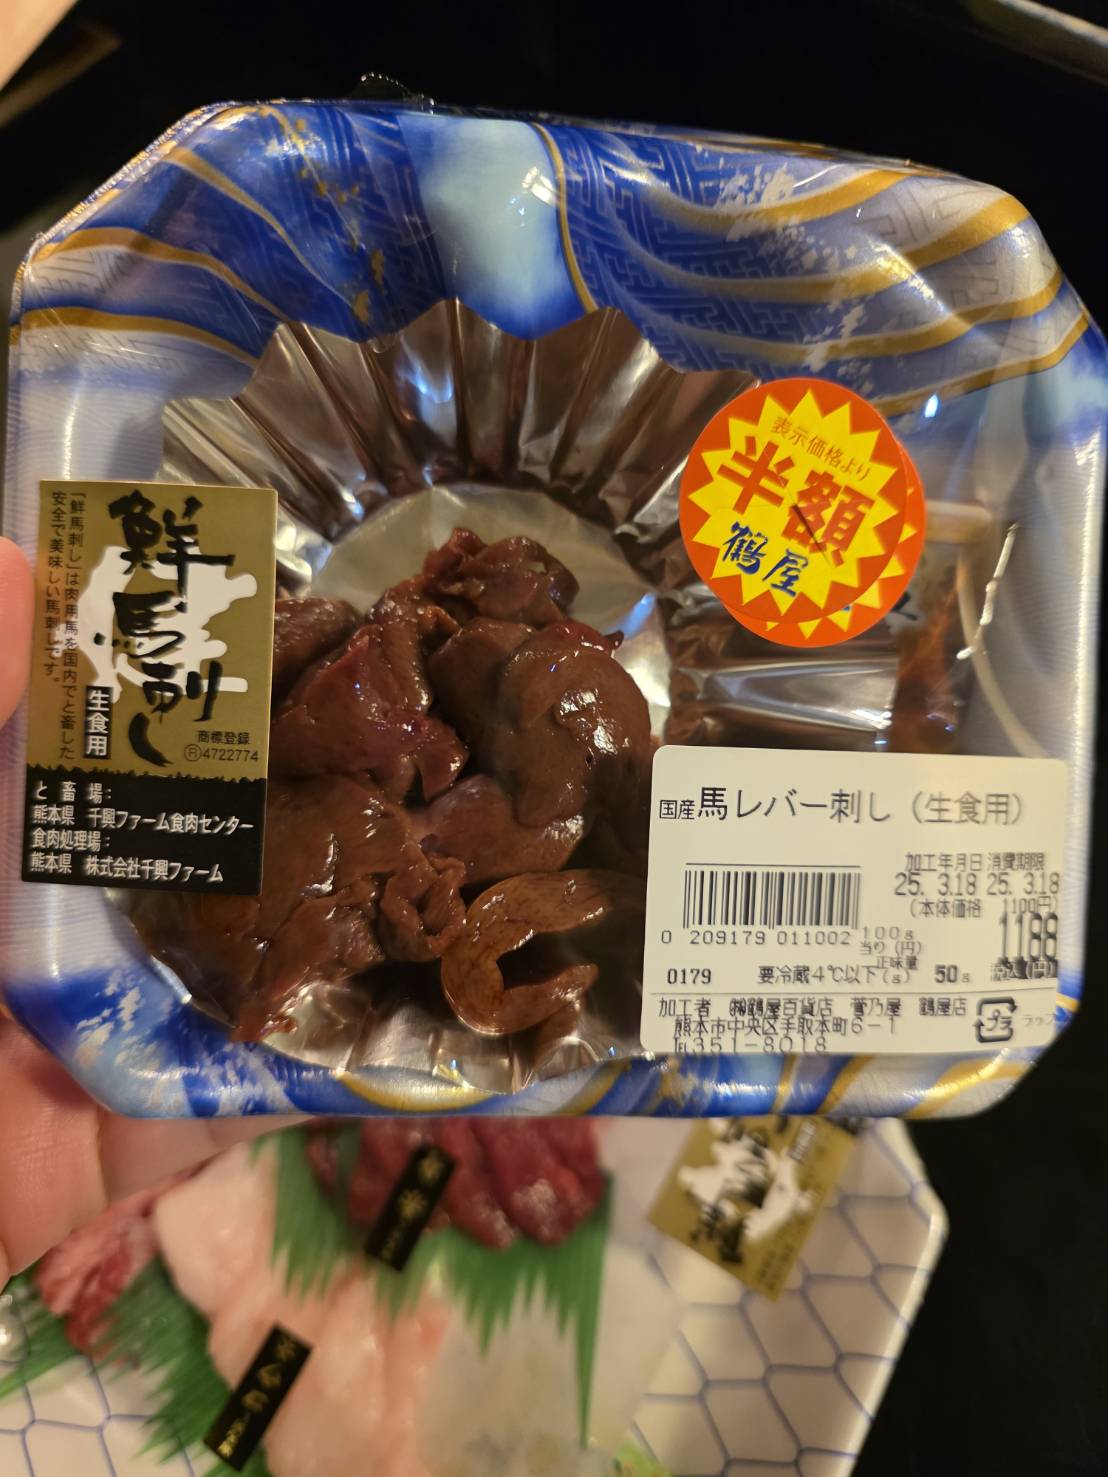 表示価格より
半額
鶴屋
鮮馬刺し
「鮮馬刺し」は肉用馬を国内でと畜した
安全で美味しい馬刺しです。
生食用
商標登録
Ⓡ4722774
と畜場：
熊本県 千興ファーム食肉センター
食肉処理場：
熊本県 株式会社千興ファーム
国産馬レバー刺し（生食用）
加工年月日 消費期限
25. 3.18 25. 3.18
（本体価格 1100円）
1188
0 209179 011002
100g
当り（円）
正味量
0179 要冷蔵4℃以下（g） 50g 税込（円）
加工者 ㈱鶴屋百貨店 菅乃屋 鶴屋店
熊本市中央区手取本町6－1
℡351-8018
プラ